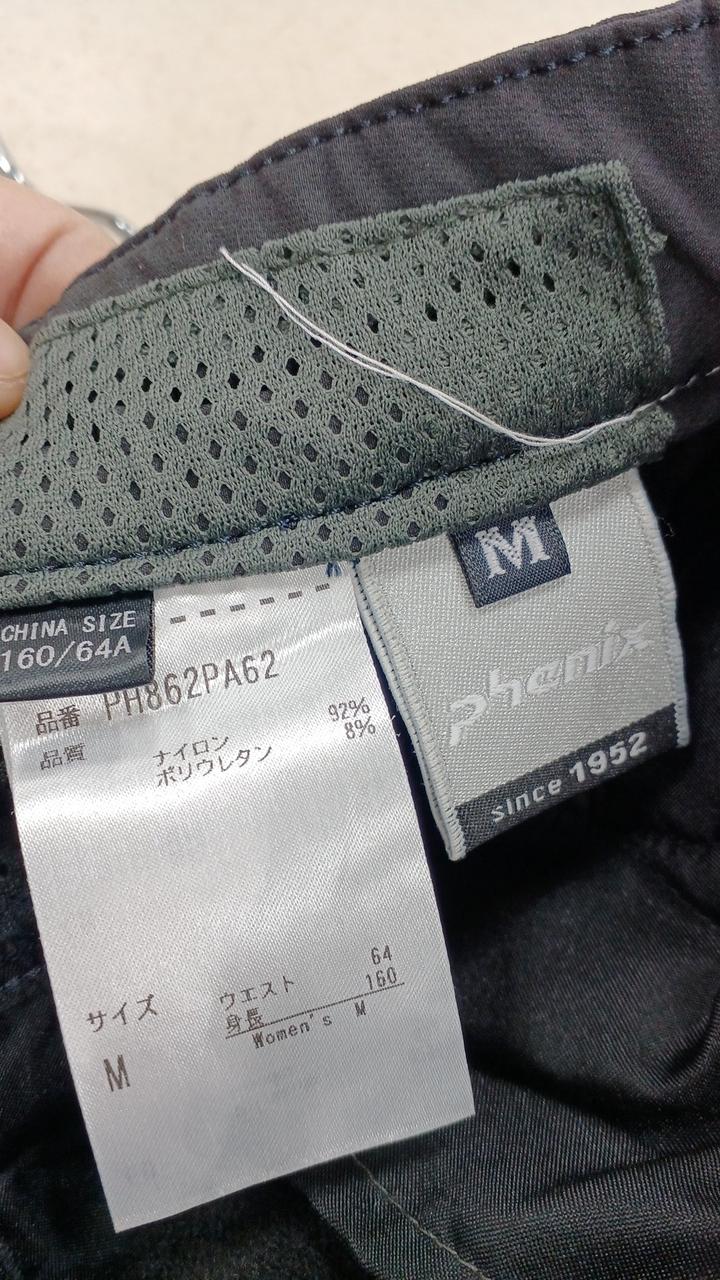 M
phenix
since 1952
CHINA SIZE
160/64A
品番 PH862PA62
品質 ナイロン 92%
ポリウレタン 8%
サイズ ウエスト 64
身長 160
M Women's M